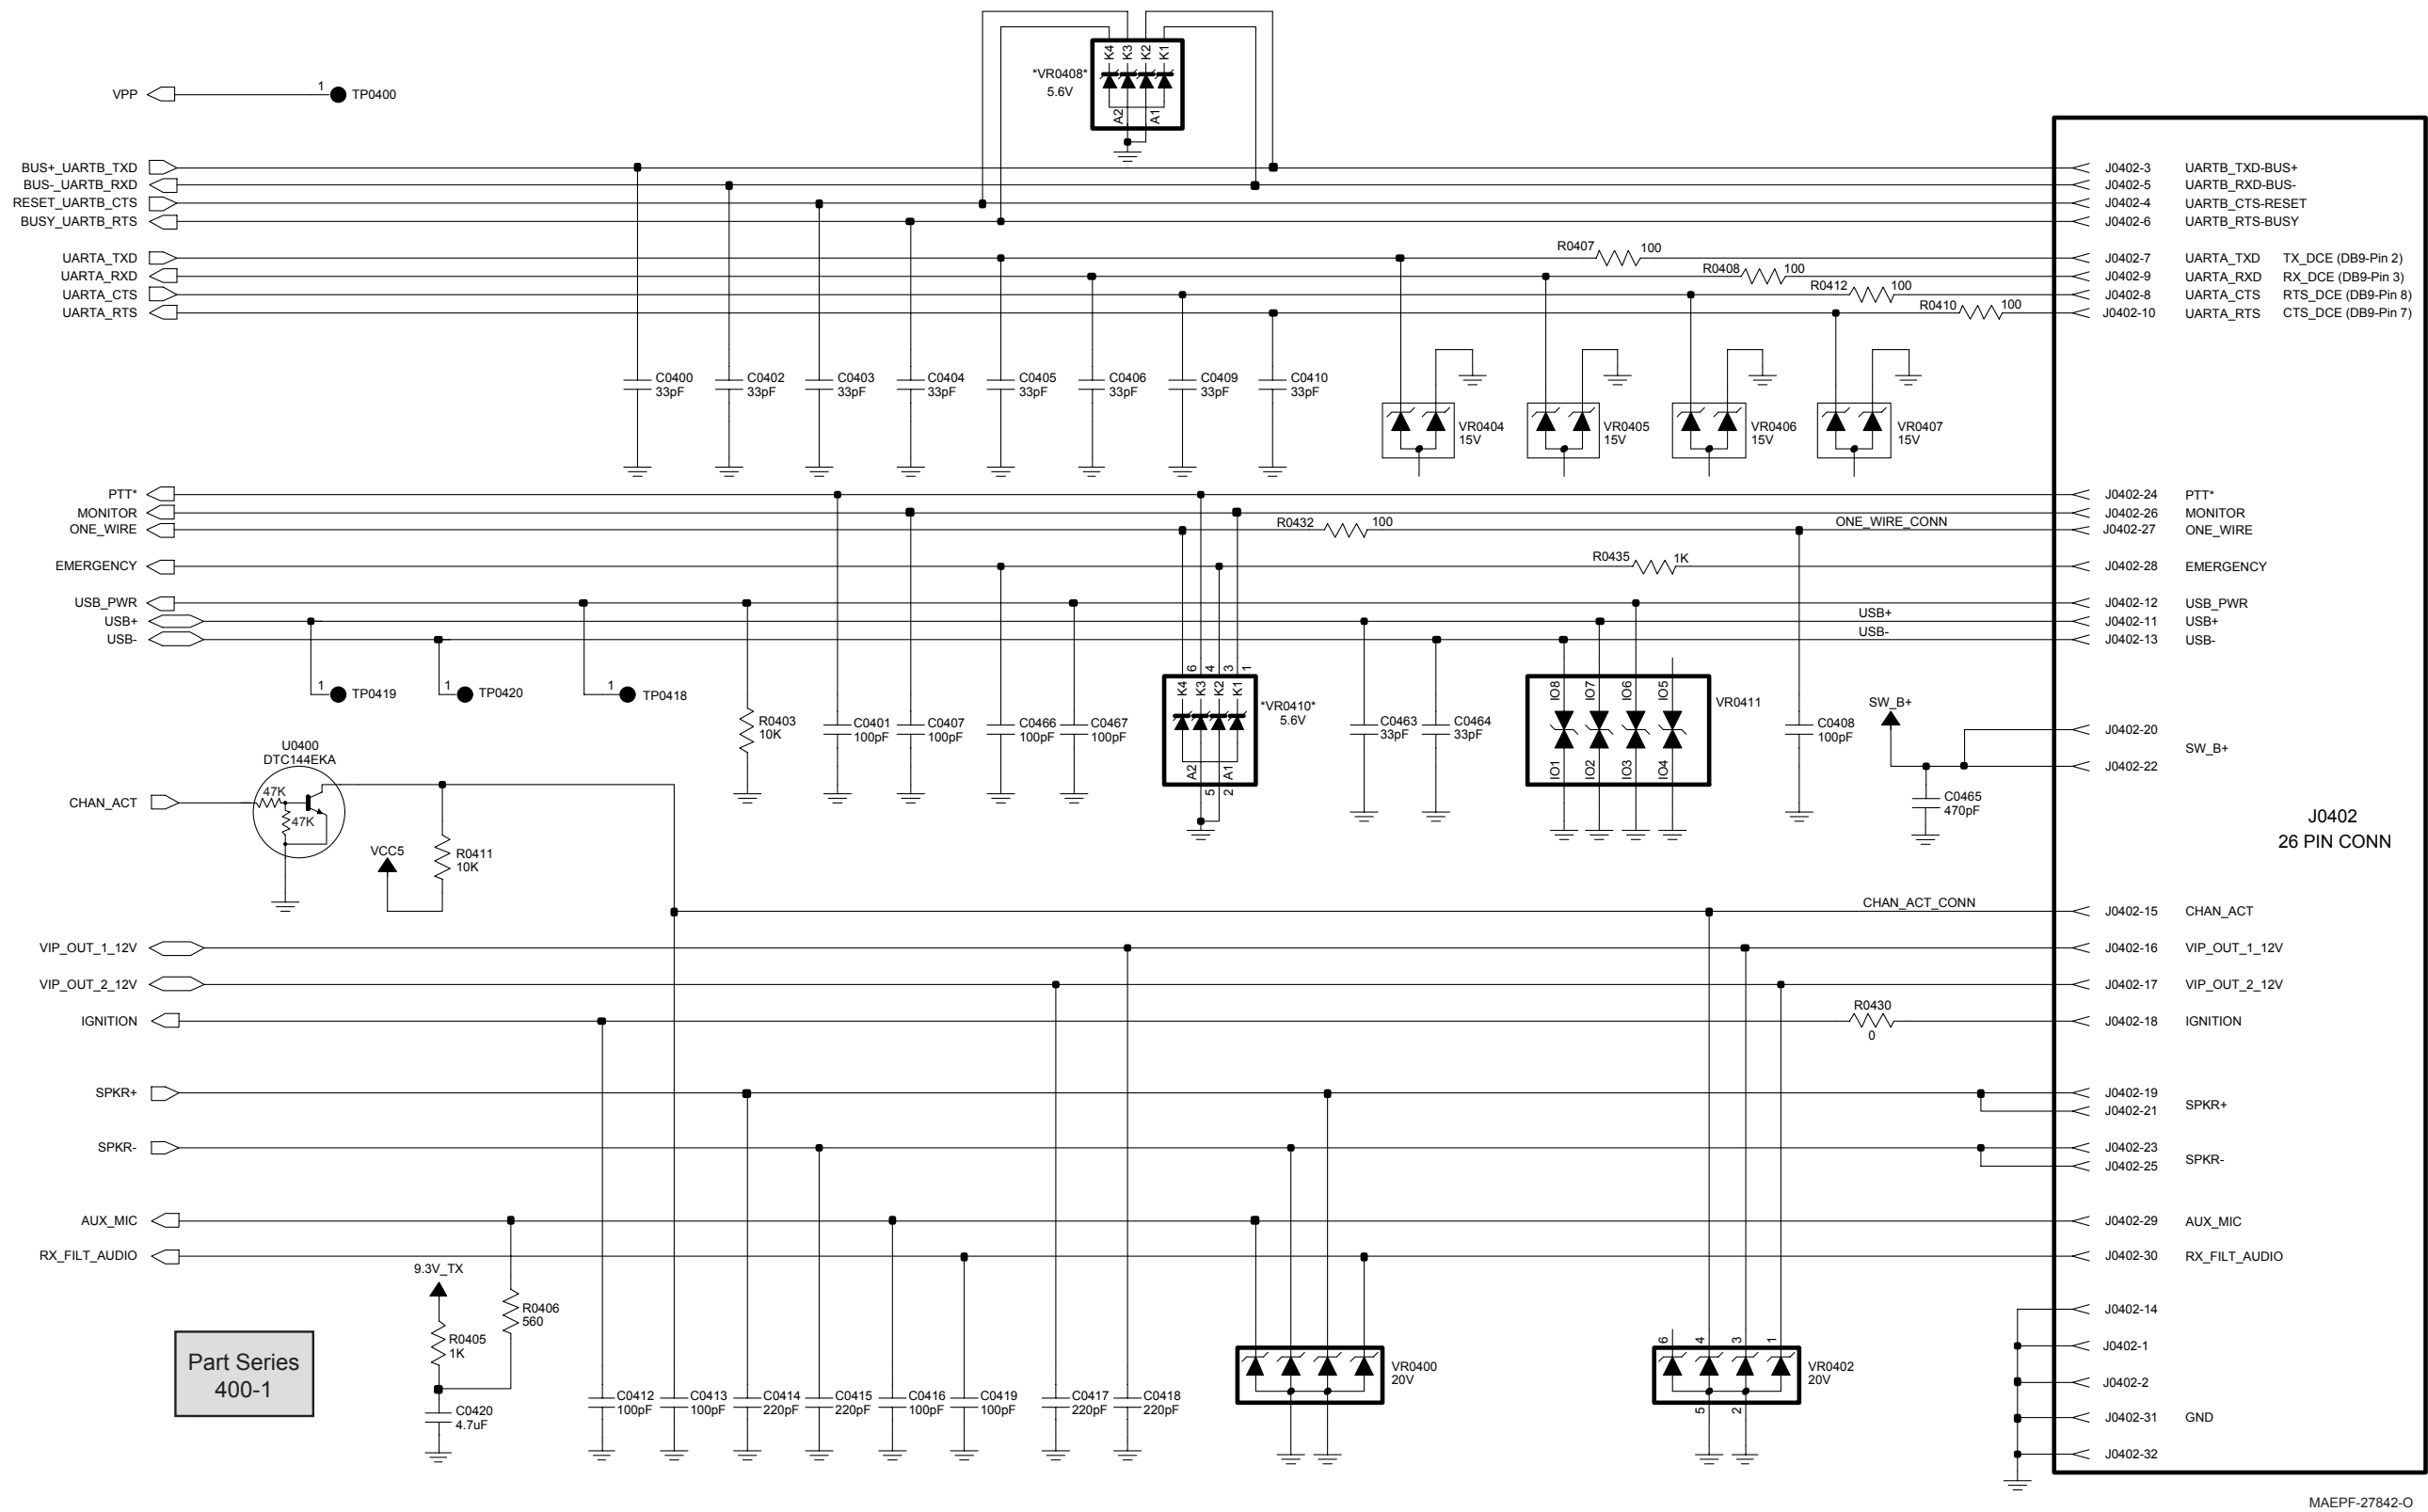 K4 K3 K2 K1
*VR0408*
5.6V
A2 A1
VPP 1 TP0400
BUS+_UARTB_TXD J0402-3 UARTB_TXD-BUS+
BUS-_UARTB_RXD J0402-5 UARTB_RXD-BUS-
RESET_UARTB_CTS J0402-4 UARTB_CTS-RESET
BUSY_UARTB_RTS J0402-6 UARTB_RTS-BUSY
UARTA_TXD R0407 100 J0402-7 UARTA_TXD TX_DCE (DB9-Pin 2)
UARTA_RXD R0408 100 J0402-9 UARTA_RXD RX_DCE (DB9-Pin 3)
UARTA_CTS R0412 100 J0402-8 UARTA_CTS RTS_DCE (DB9-Pin 8)
UARTA_RTS R0410 100 J0402-10 UARTA_RTS CTS_DCE (DB9-Pin 7)
C0400 C0402 C0403 C0404 C0405 C0406 C0409 C0410
33pF 33pF 33pF 33pF 33pF 33pF 33pF 33pF
VR0404 VR0405 VR0406 VR0407
15V 15V 15V 15V
PTT* J0402-24 PTT*
MONITOR J0402-26 MONITOR
ONE_WIRE R0432 100 ONE_WIRE_CONN J0402-27 ONE_WIRE
EMERGENCY R0435 1K J0402-28 EMERGENCY
USB_PWR J0402-12 USB_PWR
USB+ USB+ J0402-11 USB+
USB- USB- J0402-13 USB-
6 4 3 1
1 TP0419 1 TP0420 1 TP0418
K4 K3 K2 K1
IO8 IO7 IO6 IO5
*VR0410*
5.6V
VR0411
SW_B+
R0403 C0401 C0407 C0466 C0467 C0463 C0464 C0408
10K 100pF 100pF 100pF 100pF 33pF 33pF 100pF
J0402-20
SW_B+
J0402-22
A2 A1
IO1 IO2 IO3 IO4
5 2
U0400
DTC144EKA
CHAN_ACT 47K
47K
C0465
470pF
J0402
26 PIN CONN
VCC5
R0411
10K
CHAN_ACT_CONN J0402-15 CHAN_ACT
VIP_OUT_1_12V J0402-16 VIP_OUT_1_12V
VIP_OUT_2_12V J0402-17 VIP_OUT_2_12V
IGNITION R0430 J0402-18 IGNITION
0
SPKR+ J0402-19
SPKR+
J0402-21
SPKR- J0402-23
SPKR-
J0402-25
AUX_MIC J0402-29 AUX_MIC
RX_FILT_AUDIO J0402-30 RX_FILT_AUDIO
9.3V_TX
R0406
560
R0405
1K
J0402-14
J0402-1
6 4 3 1
VR0400 VR0402
20V 20V
Part Series
400-1
J0402-2
C0412 C0413 C0414 C0415 C0416 C0419 C0417 C0418
100pF 100pF 220pF 220pF 100pF 100pF 220pF 220pF
5 2
C0420
4.7uF
J0402-31 GND
J0402-32
MAEPF-27842-O